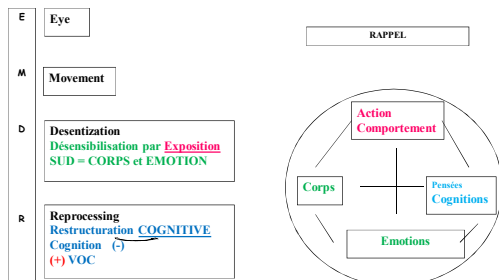 E
Eye
M
Movement
D
Desentization
Désensibilisation par Exposition
SUD = CORPS et EMOTION
R
Reprocessing
Restructuration COGNITIVE
Cognition (-)
(+) VOC
RAPPEL
Action
Comportement
Corps
Pensées
Cognitions
Emotions